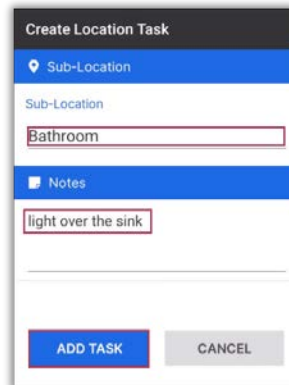 Create Location Task
Sub-Location
Sub-Location
Bathroom
Notes
light over the sink
ADD TASK CANCEL